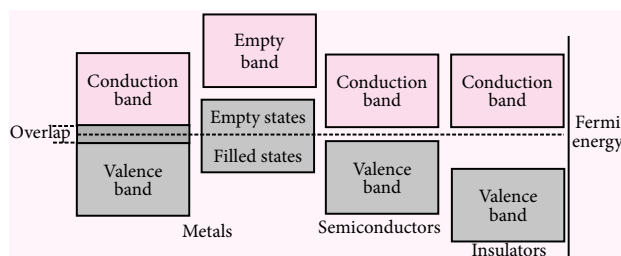 Conduction
band
Overlap
Valence
band
Empty
band
Empty states
Filled states
Metals
Conduction
band
Valence
band
Semiconductors
Conduction
band
Valence
band
Insulators
Fermi
energy